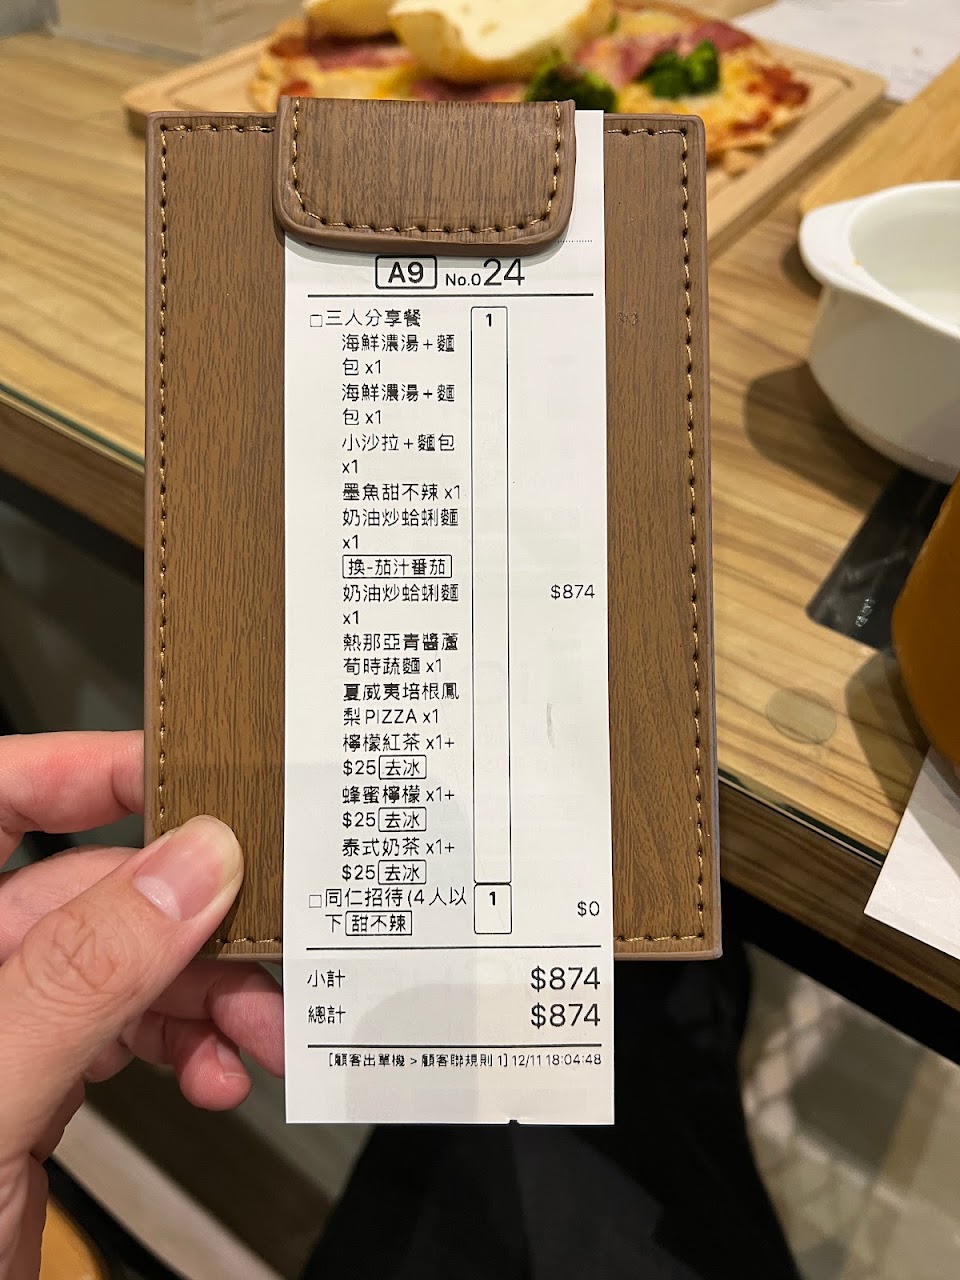 A9 No.024
□三人分享餐 1
海鮮濃湯+麵
包 x1
海鮮濃湯+麵
包 x1
小沙拉+麵包
x1
墨魚甜不辣 x1
奶油炒蛤蜊麵
x1
換-茄汁番茄
奶油炒蛤蜊麵 $874
x1
熱那亞青醬蘆
筍時蔬麵 x1
夏威夷培根鳳
梨PIZZA x1
檸檬紅茶 x1+
$25 去冰
蜂蜜檸檬 x1+
$25 去冰
泰式奶茶 x1+
$25 去冰
□同仁招待(4人以 1 $0
下 甜不辣
小計 $874
總計 $874
[顧客出單機 > 顧客聯規則 1] 12/11 18:04:48